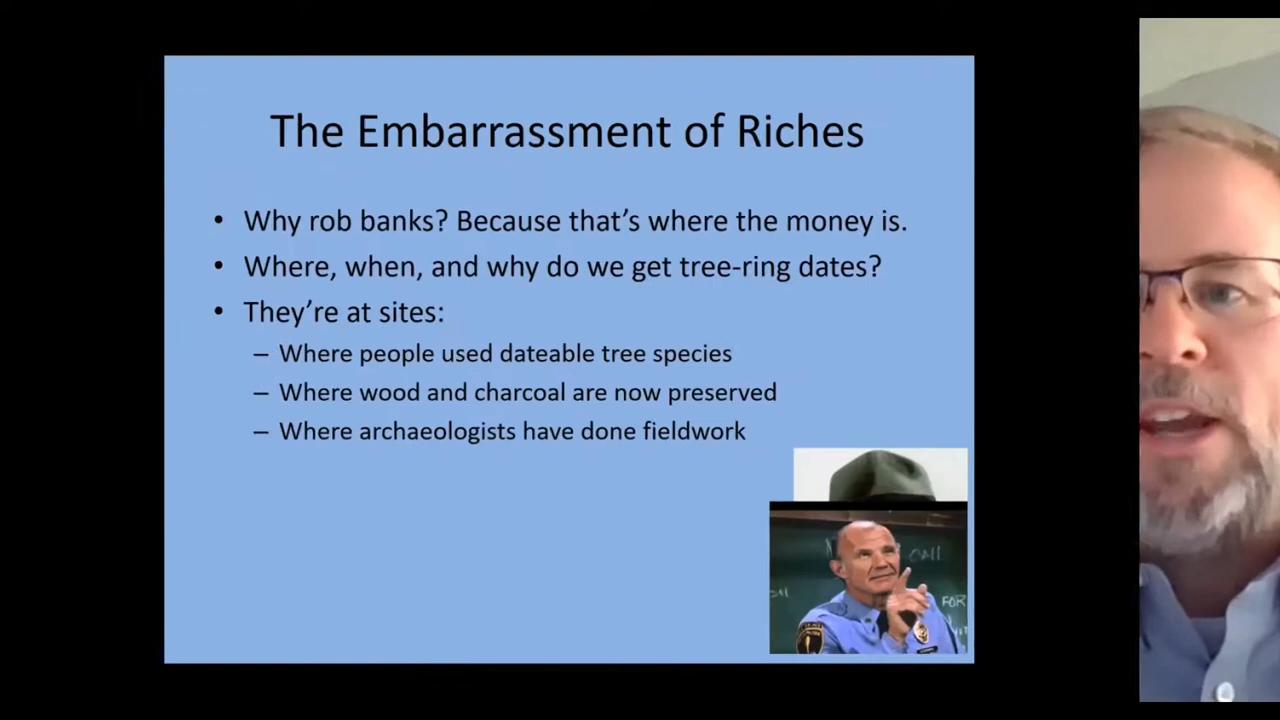 The Embarrassment of Riches
• Why rob banks? Because that’s where the money is.
• Where, when, and why do we get tree-ring dates?
• They’re at sites:
– Where people used dateable tree species
– Where wood and charcoal are now preserved
– Where archaeologists have done fieldwork
FOR